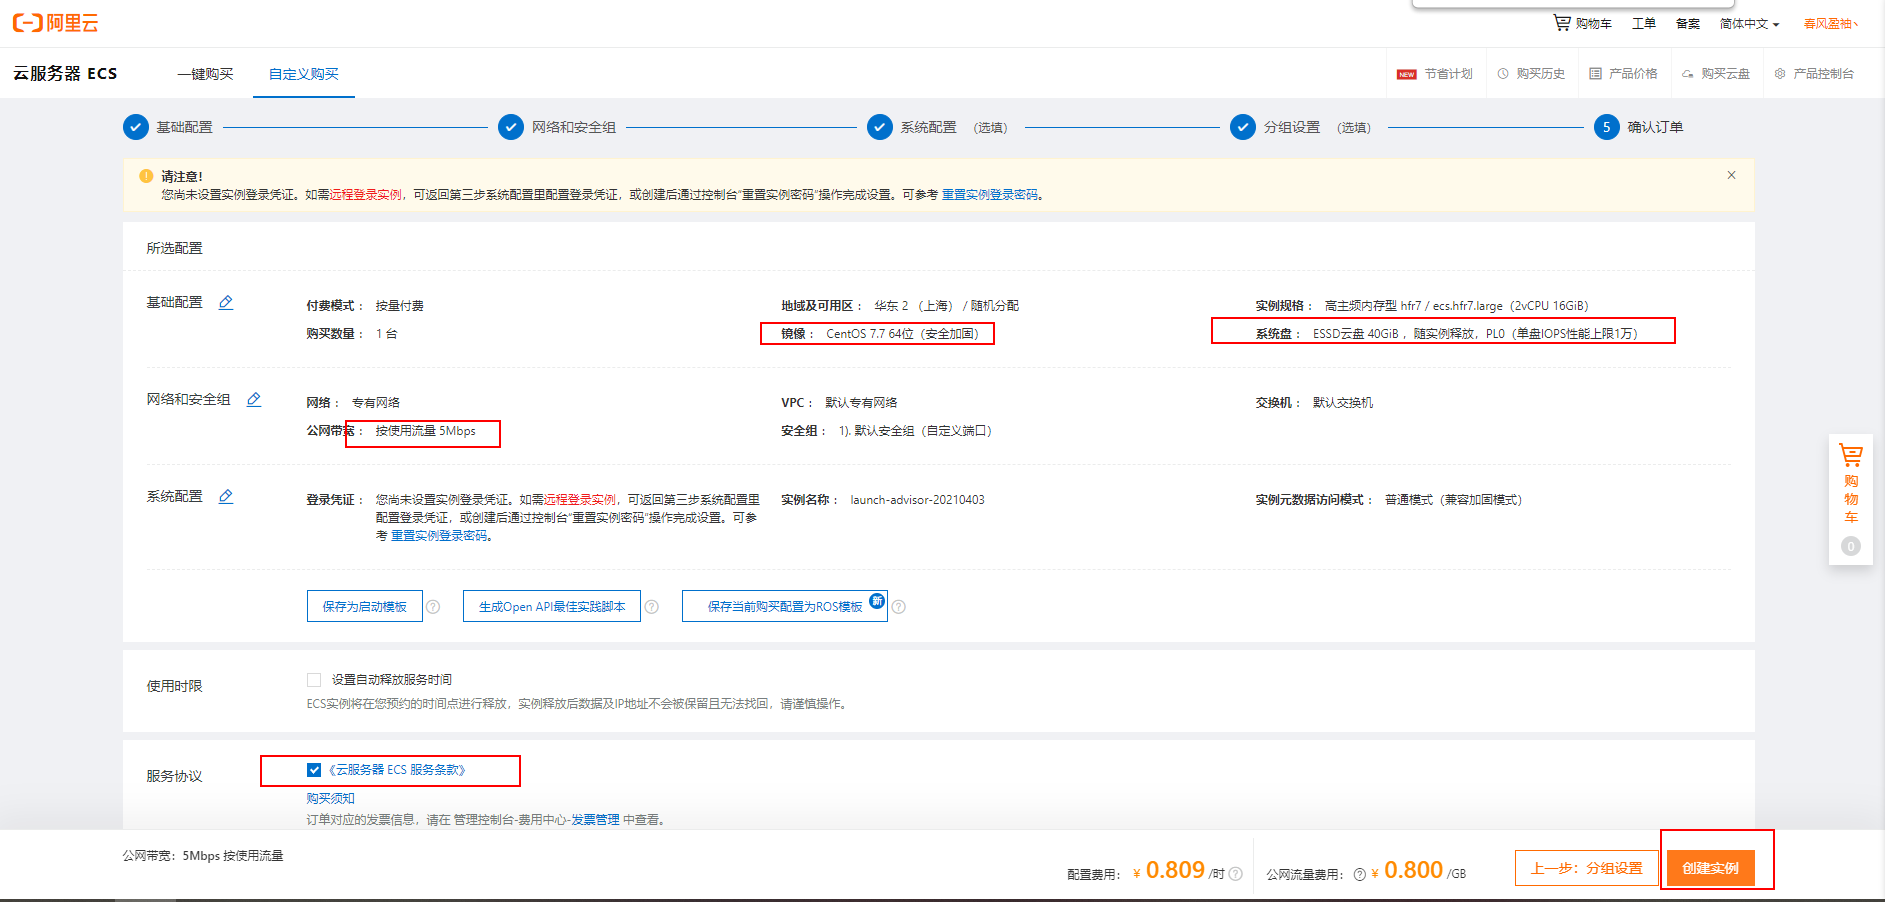 阿里云
购物车 工单 备案 简体中文 春风盈袖丶
云服务器 ECS 一键购买 自定义购买 NEW 节省计划 购买历史 产品价格 购买云盘 产品控制台
基础配置 网络和安全组 系统配置 (选填) 分组设置 (选填) 5 确认订单
请注意!
您尚未设置实例登录凭证。如需远程登录实例，可返回第三步系统配置里配置登录凭证，或创建后通过控制台“重置实例密码”操作完成设置。可参考 重置实例登录密码。
所选配置
基础配置 付费模式： 按量付费 地域及可用区： 华东 2 （上海） / 随机分配 实例规格： 高主频内存型 hfr7 / ecs.hfr7.large（2vCPU 16GiB）
购买数量： 1 台 镜像： CentOS 7.7 64位（安全加固） 系统盘： ESSD云盘 40GiB ，随实例释放，PL0（单盘IOPS性能上限1万）
网络和安全组 网络： 专有网络 VPC： 默认专有网络 交换机： 默认交换机
公网带宽： 按使用流量 5Mbps 安全组： 1). 默认安全组（自定义端口）
系统配置 登录凭证： 您尚未设置实例登录凭证。如需远程登录实例，可返回第三步系统配置里 实例名称： launch-advisor-20210403 实例元数据访问模式： 普通模式（兼容加固模式）
配置登录凭证，或创建后通过控制台“重置实例密码”操作完成设置。可参
考 重置实例登录密码。
保存为启动模板 ? 生成Open API最佳实践脚本 ? 保存当前购买配置为ROS模板 新 ?
使用时限 设置自动释放服务时间
ECS实例将在您预约的时间点进行释放，实例释放后数据及IP地址不会被保留且无法找回，请谨慎操作。
服务协议 《云服务器 ECS 服务条款》
购买须知
订单对应的发票信息，请在 管理控制台-费用中心-发票管理 中查看。
购
物
车
0
公网带宽：5Mbps 按使用流量
配置费用： ¥ 0.809 /时 ? 公网流量费用： ? ¥ 0.800 /GB 上一步：分组设置 创建实例